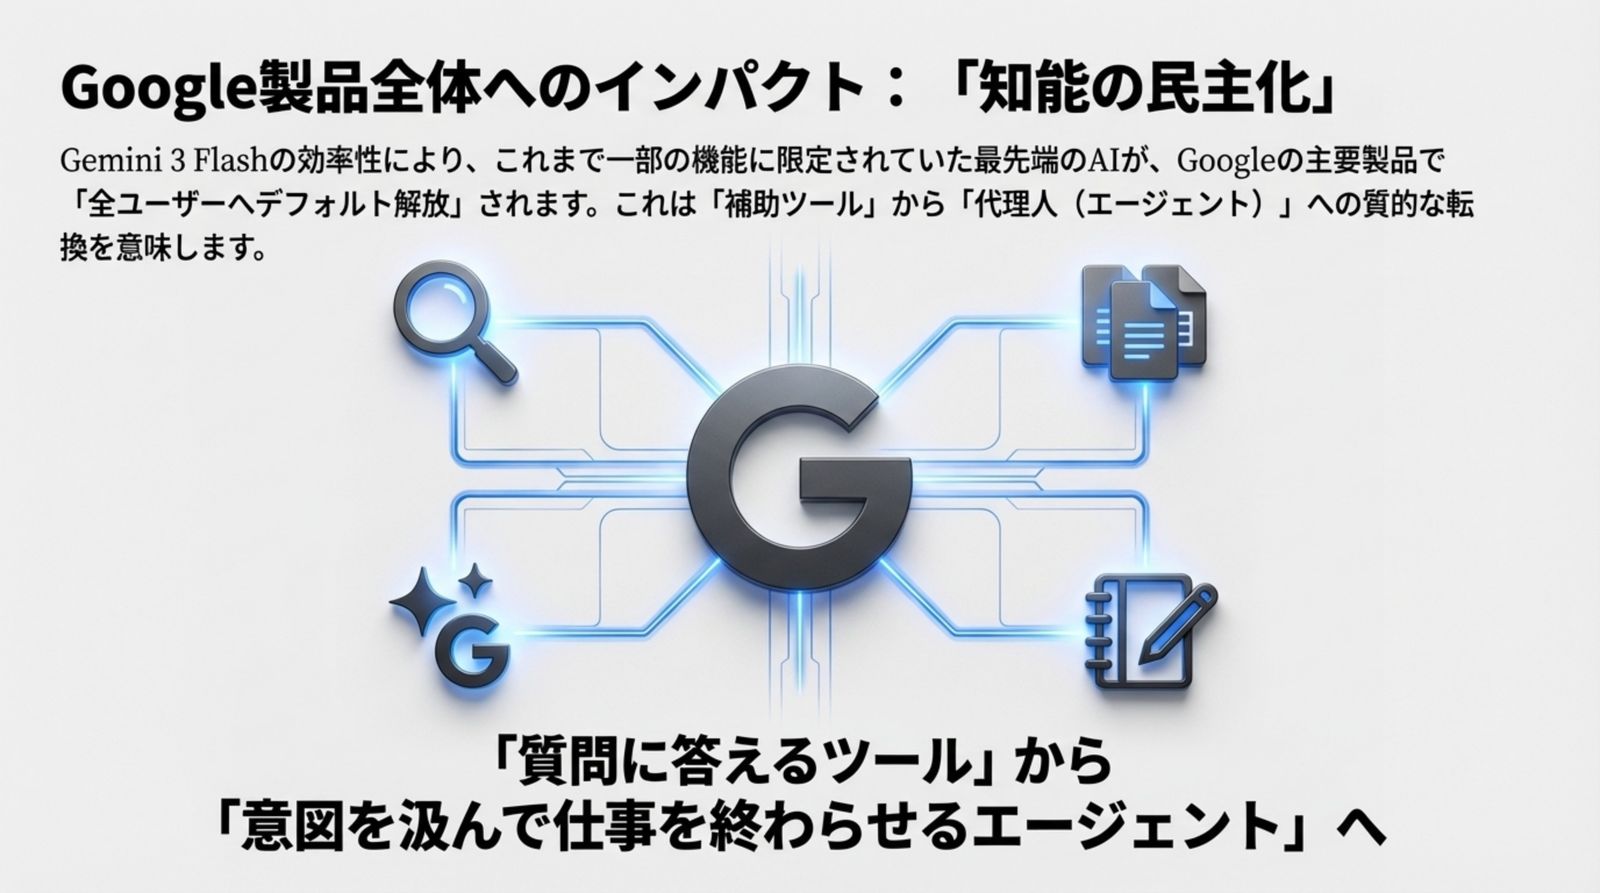 Google製品全体へのインパクト：「知能の民主化」
Gemini 3 Flashの効率性により、これまで一部の機能に限定されていた最先端のAIが、Googleの主要製品で
「全ユーザーへデフォルト解放」されます。これは「補助ツール」から「代理人（エージェント）」への質的な転
換を意味します。
G
G
「質問に答えるツール」から
「意図を汲んで仕事を終わらせるエージェント」へ